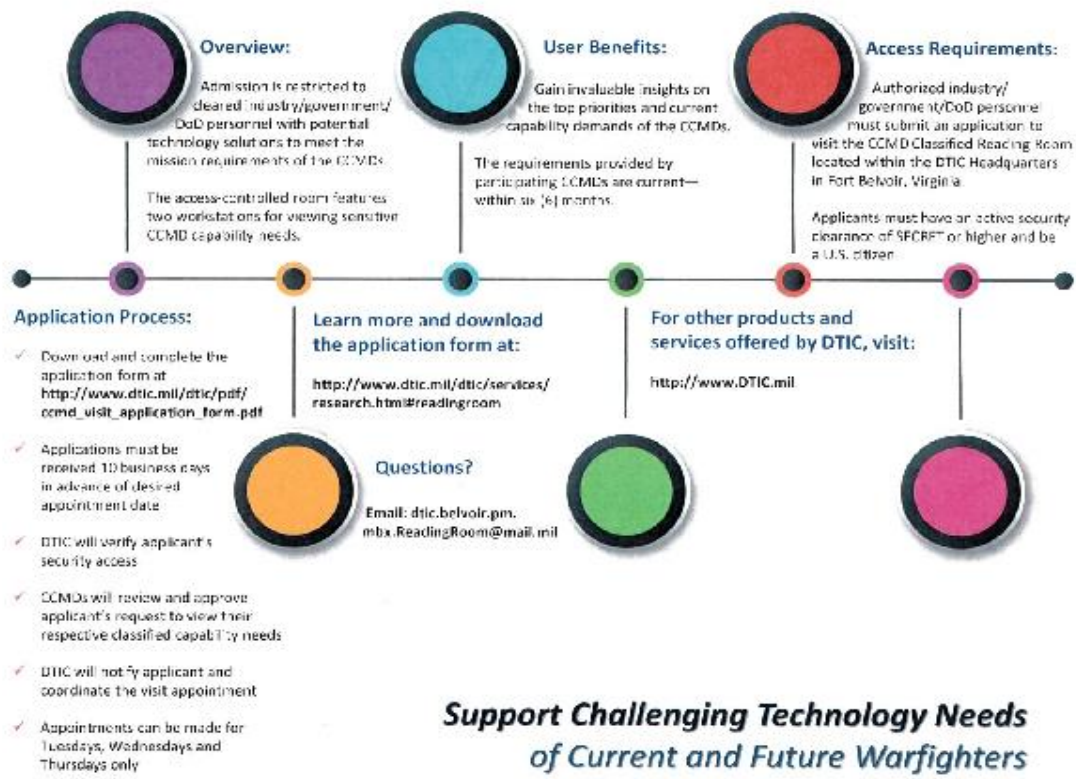 Overview:
Admission is restricted to
cleared industry/government/
DoD personnel with potential
technology solutions to meet the
mission requirements of the CCMDs.
The access-controlled room features
two workstations for viewing sensitive
CCMD capability needs.
User Benefits:
Gain invaluable insights on
the top priorities and current
capability demands of the CCMDs.
The requirements provided by
participating CCMDs are current—
within six (6) months.
Access Requirements:
Authorized industry/
government/DoD personnel
must submit an application to
visit the CCMD Classified Reading Room
located within the DTIC Headquarters
in Fort Belvoir, Virginia.
Applicants must have an active security
clearance of SECRET or higher and be
a U.S. citizen
Application Process:
✓ Download and complete the
application form at
http://www.dtic.mil/dtic/pdf/
ccmd_visit_application_form.pdf
✓ Applications must be
received 10 business days
in advance of desired
appointment date
✓ DTIC will verify applicant's
security access
✓ CCMDs will review and approve
applicant's request to view their
respective classified capability needs
✓ DTIC will notify applicant and
coordinate the visit appointment
✓ Appointments can be made for
Tuesdays, Wednesdays and
Thursdays only
Learn more and download
the application form at:
http://www.dtic.mil/dtic/services/
research.html#readingroom
Questions?
Email: dtic.belvoir.pm.
mbx.ReadingRoom@mail.mil
For other products and
services offered by DTIC, visit:
http://www.DTIC.mil
Support Challenging Technology Needs
of Current and Future Warfighters